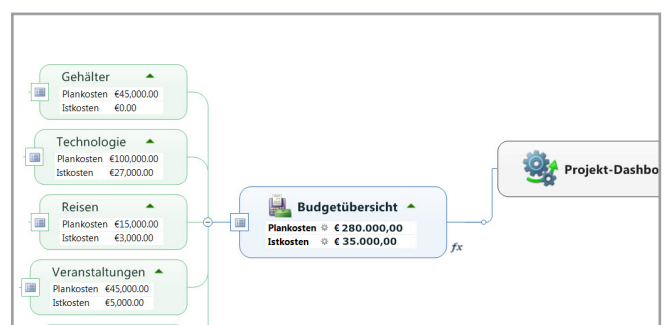 Gehälter
Plankosten €45,000.00
Istkosten €0.00
Technologie
Plankosten €100,000.00
Istkosten €27,000.00
Reisen
Plankosten €15,000.00
Istkosten €3,000.00
Veranstaltungen
Plankosten €45,000.00
Istkosten €5,000.00
Budgetübersicht
Plankosten € 280.000,00
Istkosten € 35.000,00
fx
Projekt-Dashbo